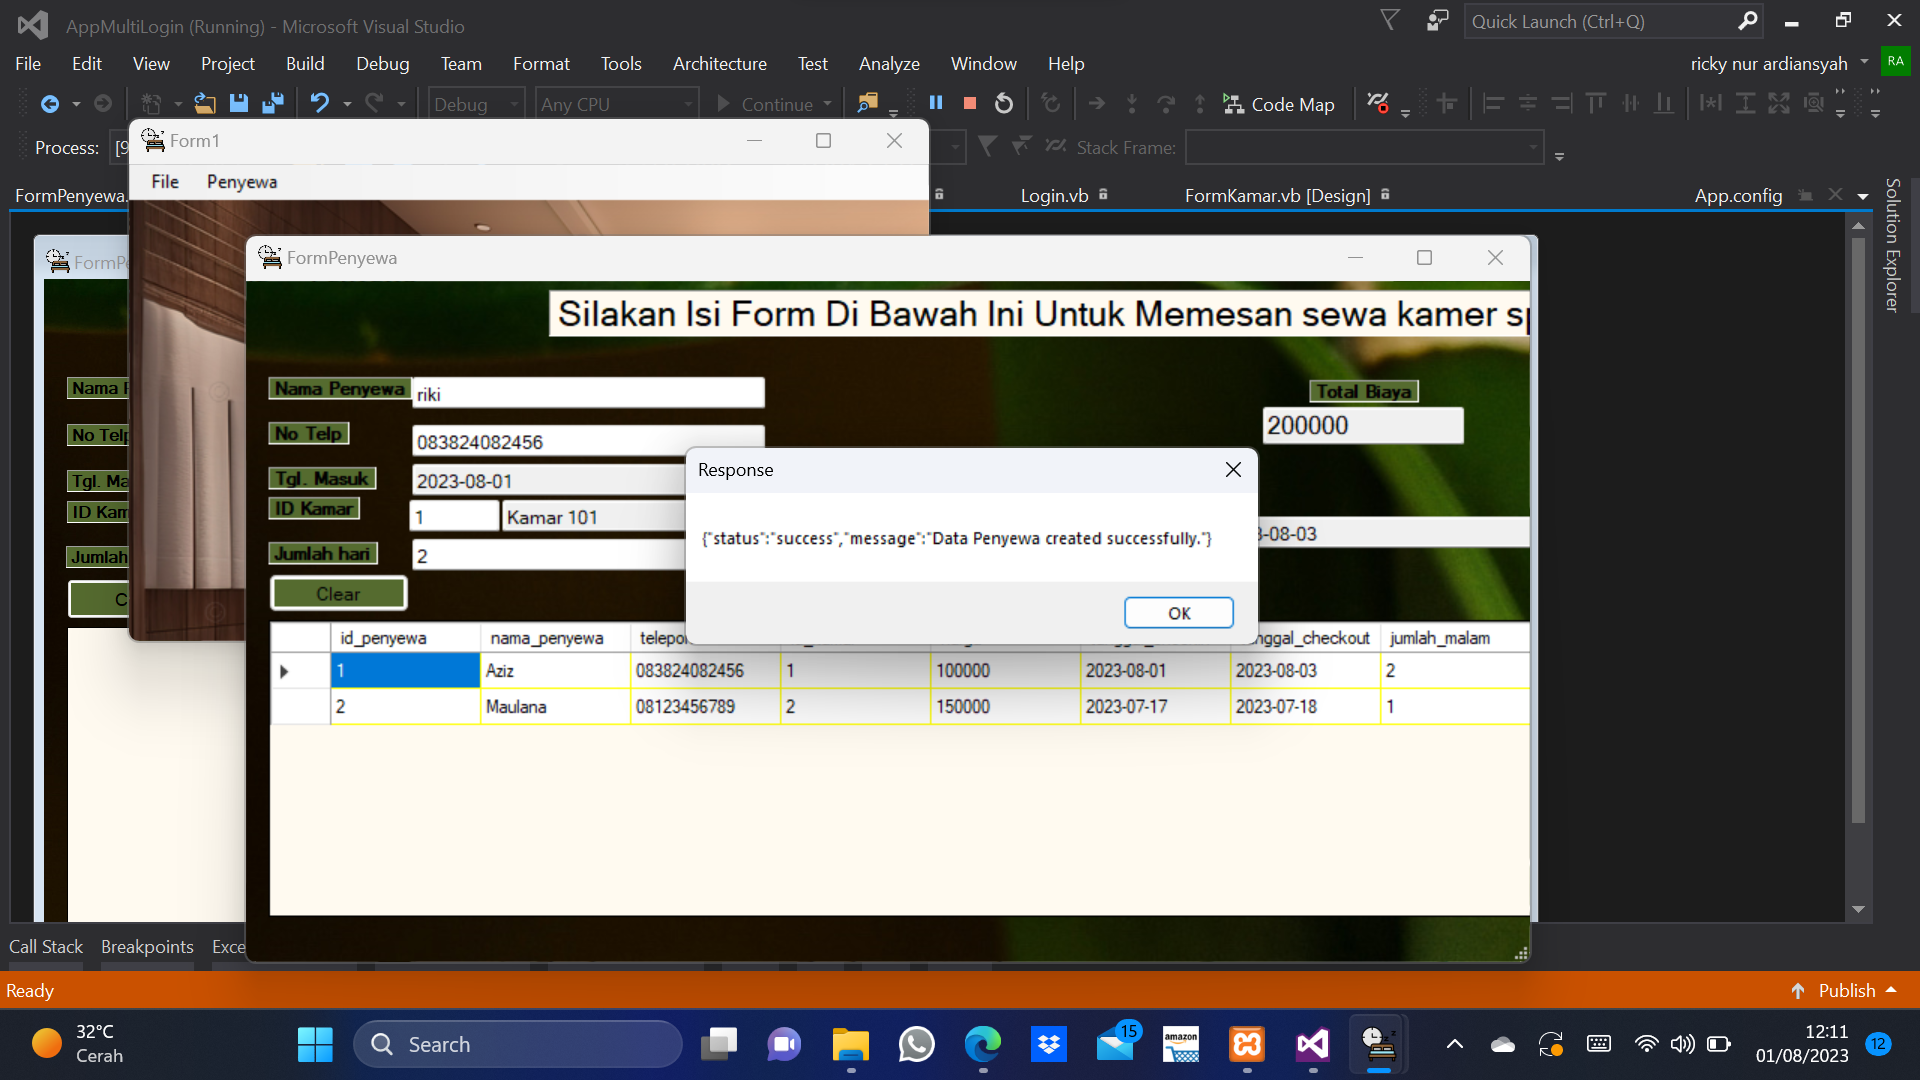 AppMultiLogin (Running) - Microsoft Visual Studio
Quick Launch (Ctrl+Q)
File Edit View Project Build Debug Team Format Tools Architecture Test Analyze Window Help
ricky nur ardiansyah RA
Debug Any CPU Continue Code Map
Process: [9
Stack Frame:
Form1
File Penyewa
FormPenyewa. Login.vb FormKamar.vb [Design] App.config
Solution Explorer
FormPenyewa
Silakan Isi Form Di Bawah Ini Untuk Memesan sewa kamer
Nama Penyewa riki
Total Biaya
200000
No Telp 083824082456
Tgl. Masuk 2023-08-01
ID Kamar 1 Kamar 101
Jumlah hari 2
Clear
-08-03
Response
{"status":"success","message":"Data Penyewa created successfully."}
OK
Nama
No Telp
Tgl. Ma
ID Kam
Jumlah
C
id_penyewa nama_penyewa telepo nggal_checkout jumlah_malam
1 Aziz 083824082456 1 100000 2023-08-01 2023-08-03 2
2 Maulana 08123456789 2 150000 2023-07-17 2023-07-18 1
Call Stack Breakpoints Exce
Ready
Publish
32°C
Cerah
Search
15
amazon
12:11
01/08/2023
12